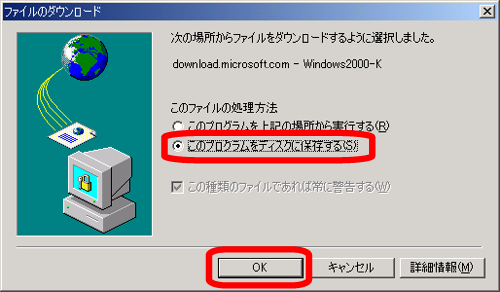 ファイルのダウンロード
次の場所からファイルをダウンロードするように選択しました。
download.microsoft.com - Windows2000-K
このファイルの処理方法
このプログラムを上記の場所から実行する(R)
このプログラムをディスクに保存する(S)
この種類のファイルであれば常に警告する(W)
OK
キャンセル
詳細情報(M)